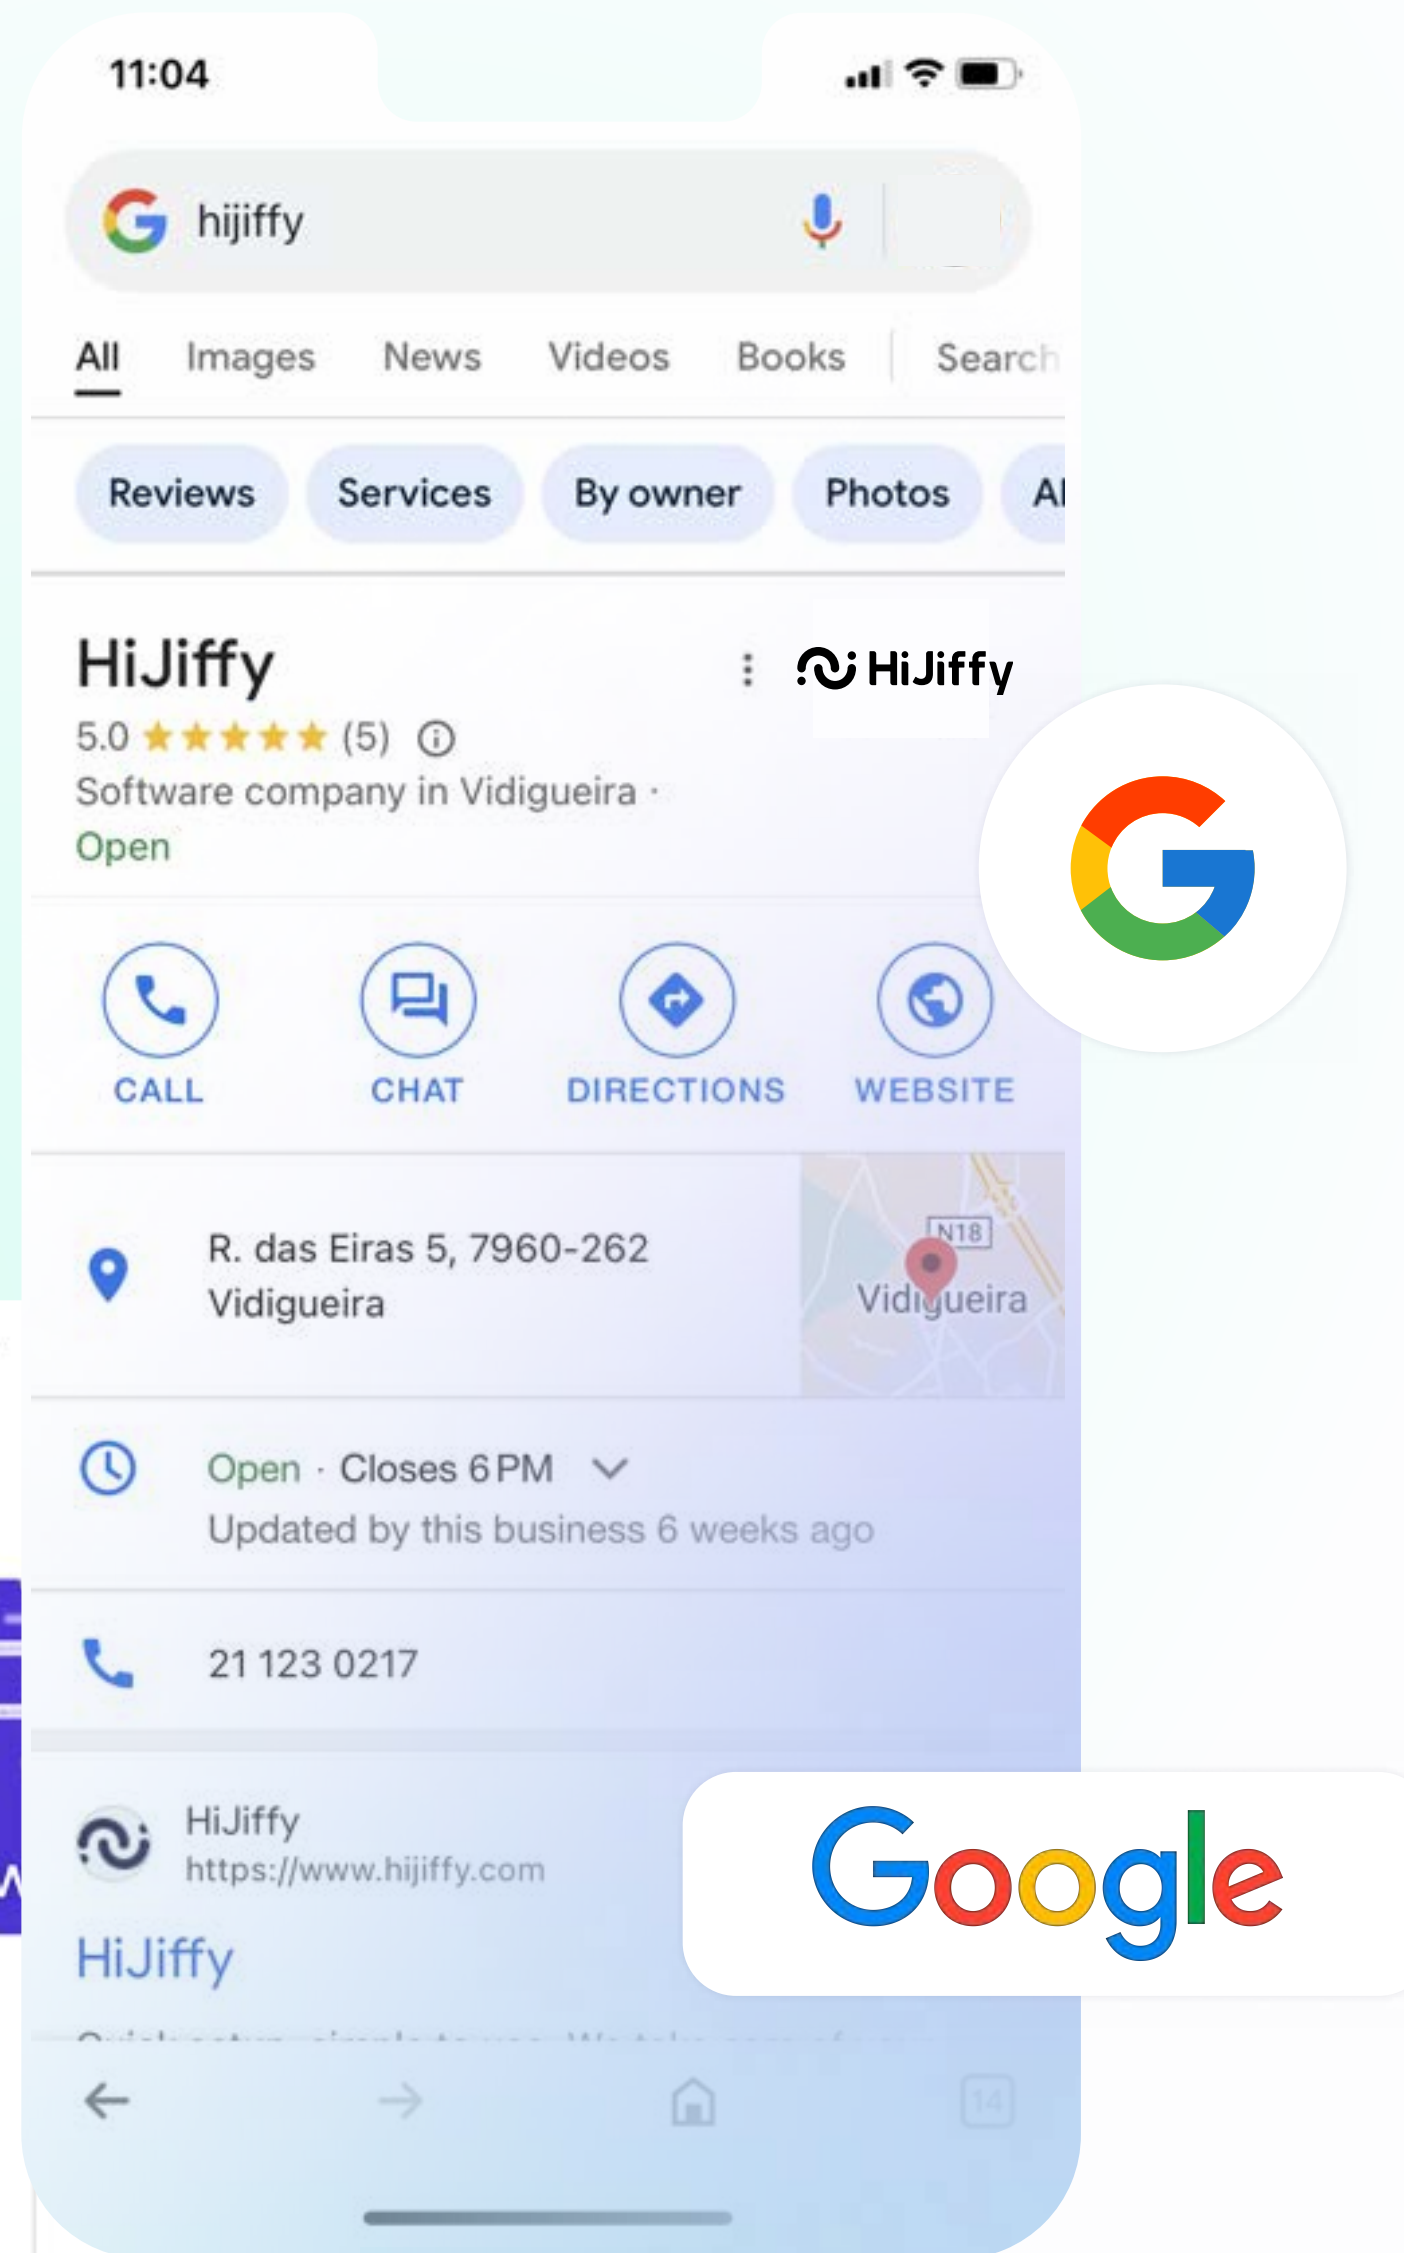 11:04
hijiffy
All Images News Videos Books Search
Reviews Services By owner Photos
HiJiffy
HiJiffy
5.0 (5)
Software company in Vidigueira ·
Open
CALL CHAT DIRECTIONS WEBSITE
R. das Eiras 5, 7960-262
Vidigueira
N18
Vidigueira
Open · Closes 6 PM
Updated by this business 6 weeks ago
21 123 0217
HiJiffy
https://www.hijiffy.com
Google
HiJiffy
14